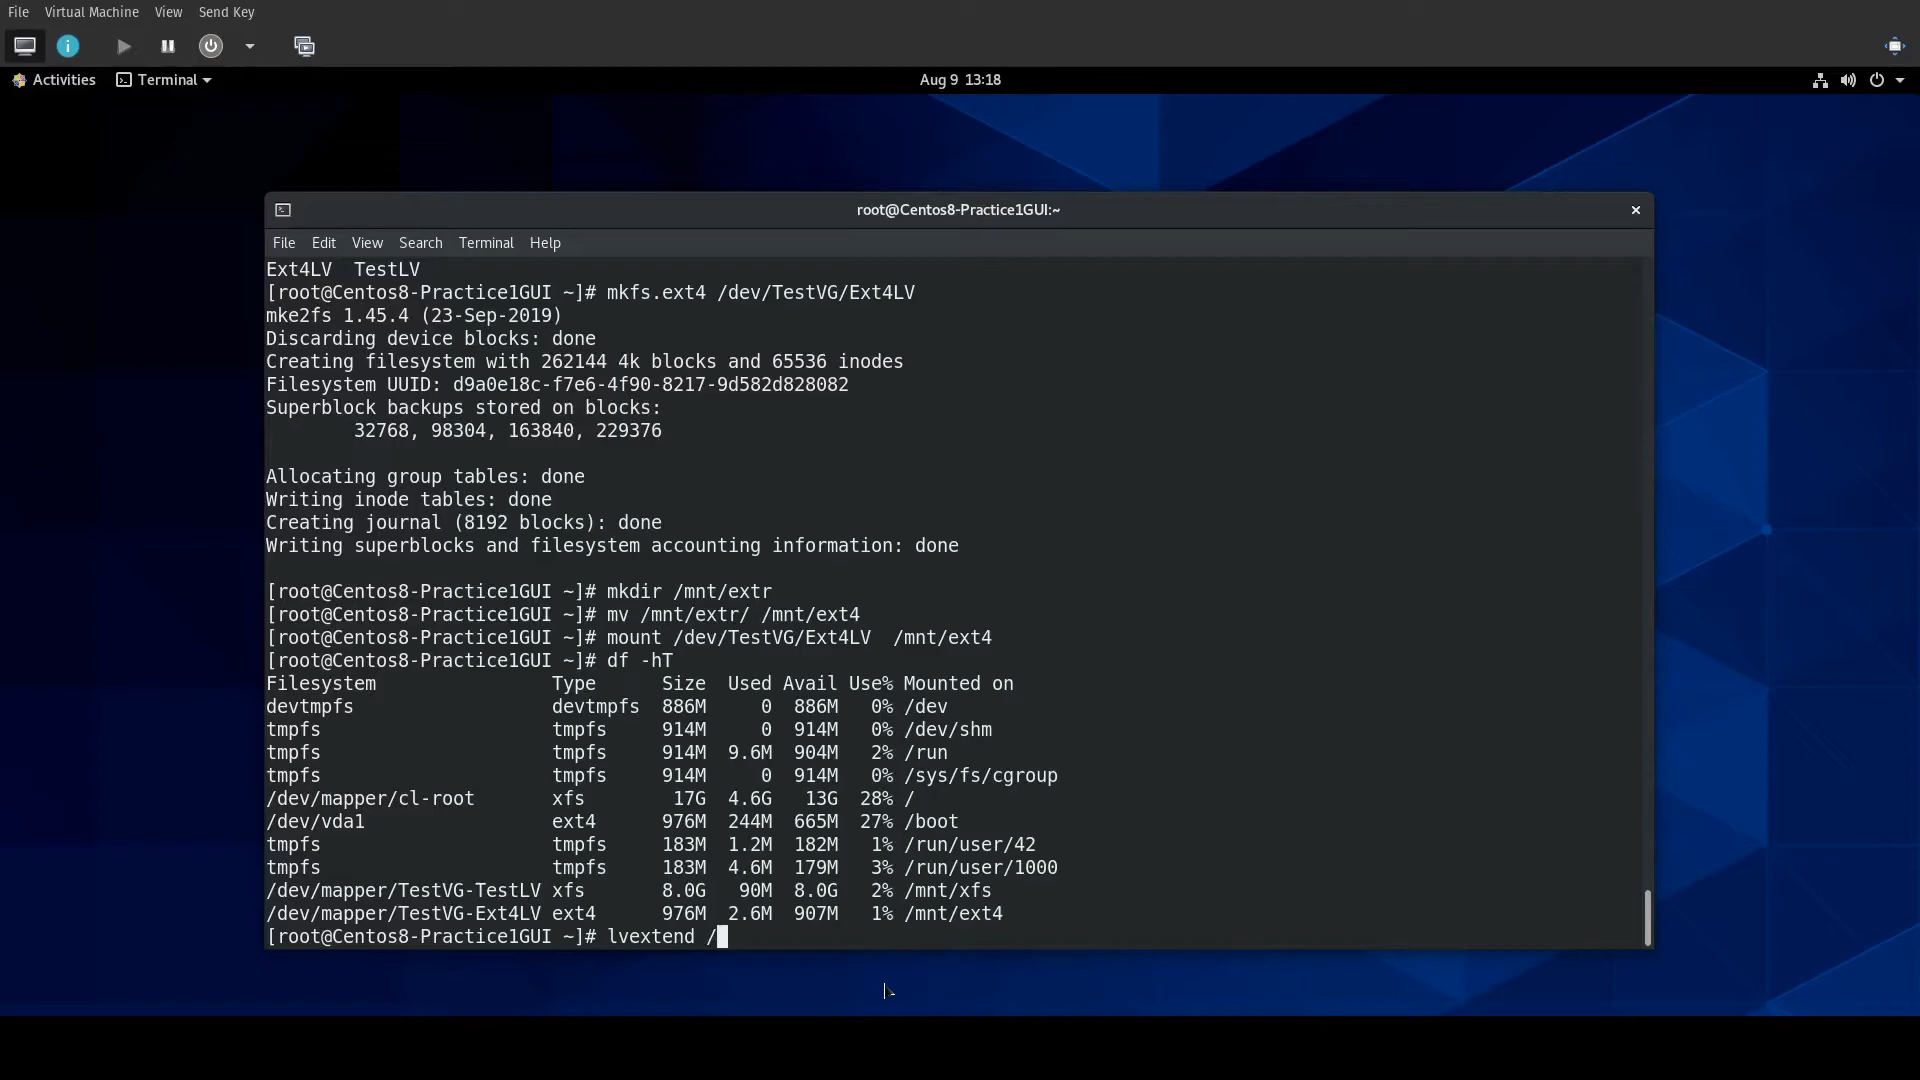 File Virtual Machine View Send Key
Activities Terminal Aug 9 13:18
root@Centos8-Practice1GUI:~
File Edit View Search Terminal Help
Ext4LV  TestLV
[root@Centos8-Practice1GUI ~]# mkfs.ext4 /dev/TestVG/Ext4LV
mke2fs 1.45.4 (23-Sep-2019)
Discarding device blocks: done
Creating filesystem with 262144 4k blocks and 65536 inodes
Filesystem UUID: d9a0e18c-f7e6-4f90-8217-9d582d828082
Superblock backups stored on blocks:
        32768, 98304, 163840, 229376
Allocating group tables: done
Writing inode tables: done
Creating journal (8192 blocks): done
Writing superblocks and filesystem accounting information: done
[root@Centos8-Practice1GUI ~]# mkdir /mnt/extr
[root@Centos8-Practice1GUI ~]# mv /mnt/extr/ /mnt/ext4
[root@Centos8-Practice1GUI ~]# mount /dev/TestVG/Ext4LV  /mnt/ext4
[root@Centos8-Practice1GUI ~]# df -hT
Filesystem                Type      Size  Used Avail Use% Mounted on
devtmpfs                  devtmpfs  886M     0  886M   0% /dev
tmpfs                     tmpfs     914M     0  914M   0% /dev/shm
tmpfs                     tmpfs     914M  9.6M  904M   2% /run
tmpfs                     tmpfs     914M     0  914M   0% /sys/fs/cgroup
/dev/mapper/cl-root       xfs        17G  4.6G   13G  28% /
/dev/vda1                 ext4      976M  244M  665M  27% /boot
tmpfs                     tmpfs     183M  1.2M  182M   1% /run/user/42
tmpfs                     tmpfs     183M  4.6M  179M   3% /run/user/1000
/dev/mapper/TestVG-TestLV xfs       8.0G   90M  8.0G   2% /mnt/xfs
/dev/mapper/TestVG-Ext4LV ext4      976M  2.6M  907M   1% /mnt/ext4
[root@Centos8-Practice1GUI ~]# lvextend /